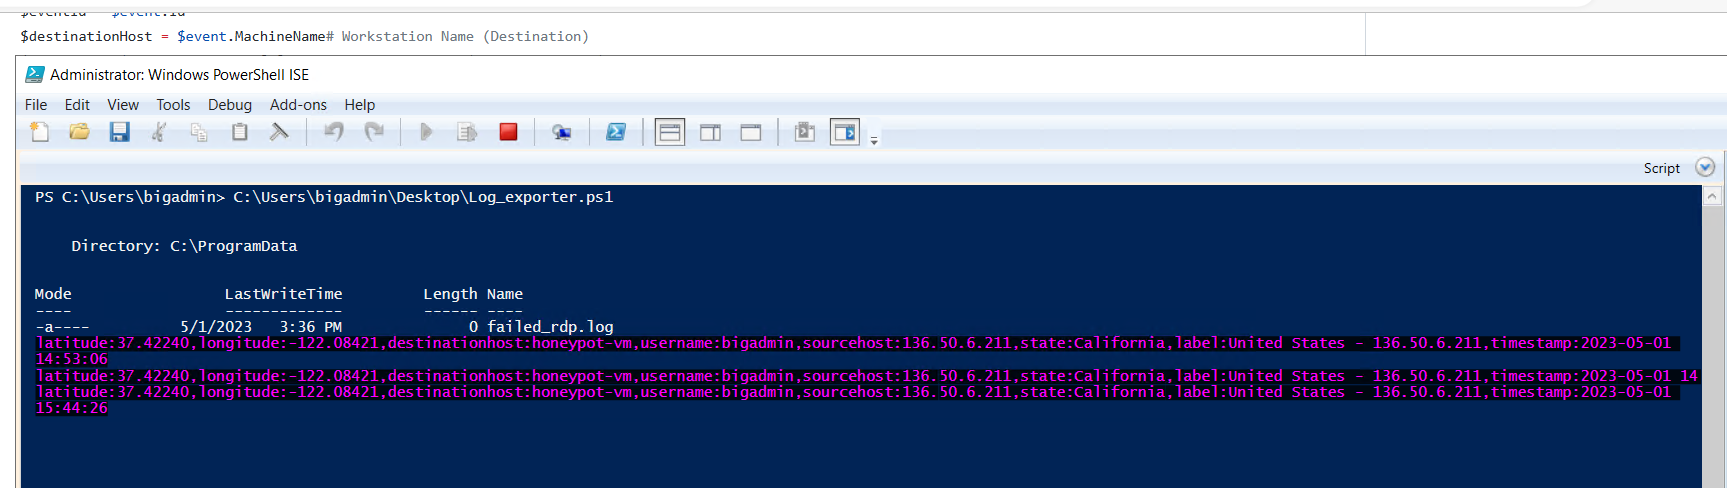 $eventId = $event.Id
$destinationHost = $event.MachineName# Workstation Name (Destination)
Administrator: Windows PowerShell ISE
File Edit View Tools Debug Add-ons Help
Script
PS C:\Users\bigadmin> C:\Users\bigadmin\Desktop\Log_exporter.ps1
Directory: C:\ProgramData
Mode LastWriteTime Length Name
---- ------------- ------ ----
-a---- 5/1/2023 3:36 PM 0 failed_rdp.log
latitude:37.42240,longitude:-122.08421,destinationhost:honeypot-vm,username:bigadmin,sourcehost:136.50.6.211,state:California,label:United States - 136.50.6.211,timestamp:2023-05-01
14:53:06
latitude:37.42240,longitude:-122.08421,destinationhost:honeypot-vm,username:bigadmin,sourcehost:136.50.6.211,state:California,label:United States - 136.50.6.211,timestamp:2023-05-01 14
latitude:37.42240,longitude:-122.08421,destinationhost:honeypot-vm,username:bigadmin,sourcehost:136.50.6.211,state:California,label:United States - 136.50.6.211,timestamp:2023-05-01
15:44:26